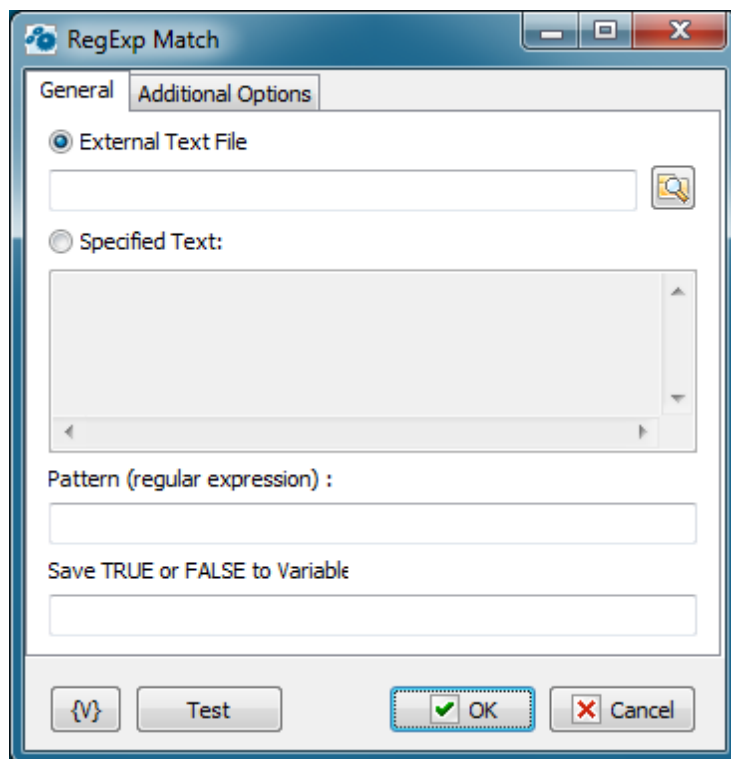 RegExp Match
General
Additional Options
External Text File
Specified Text:
Pattern (regular expression) :
Save TRUE or FALSE to Variable
{V}
Test
OK
Cancel